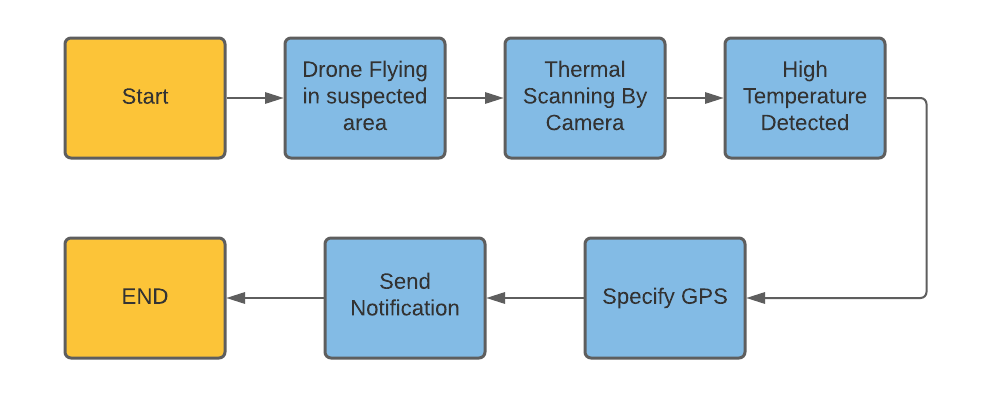 Start
Drone Flying
in suspected
area
Thermal
Scanning By
Camera
High
Temperature
Detected
END
Send
Notification
Specify GPS